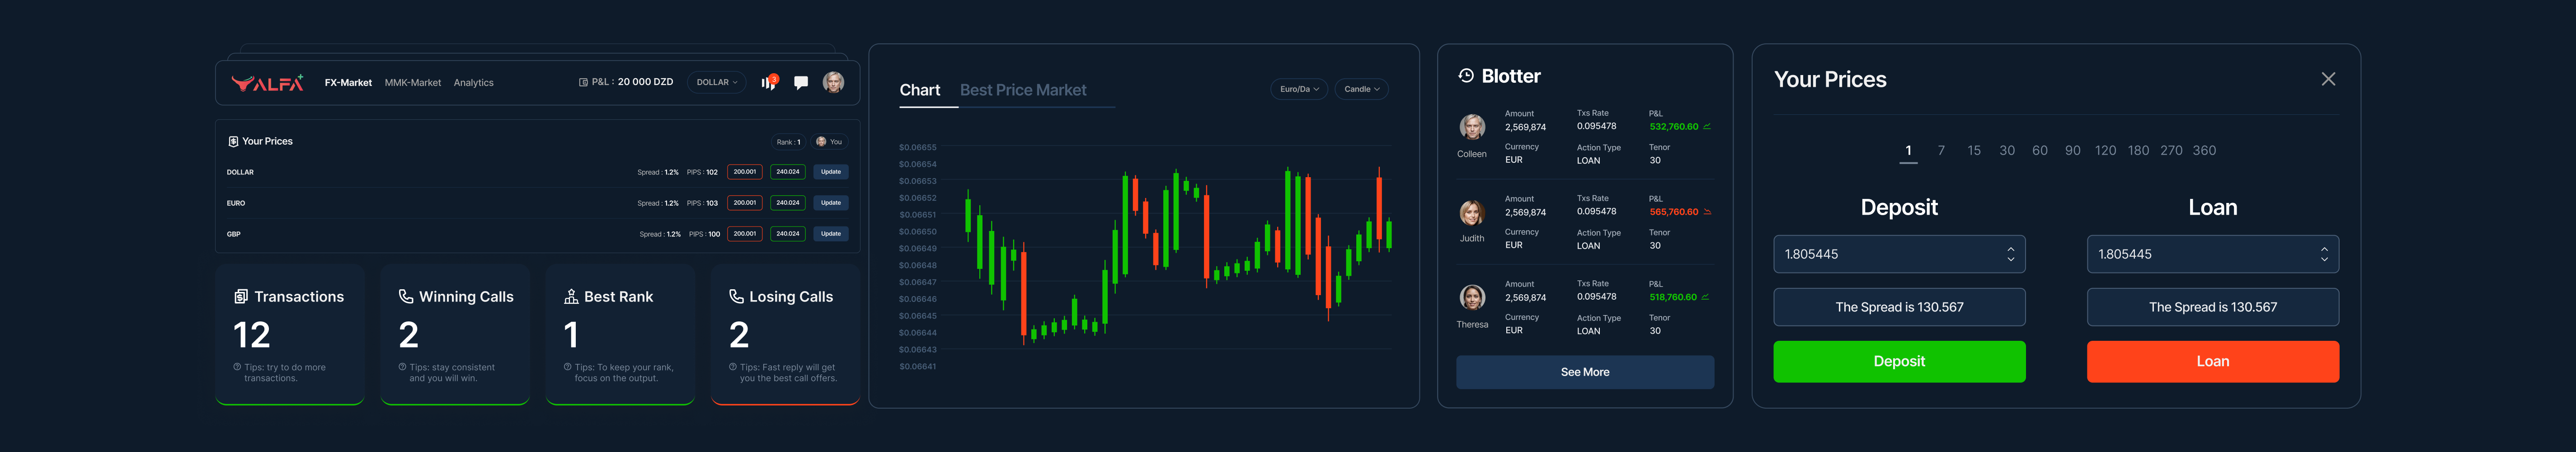 ALFA+
FX-Market MMK-Market Analytics
P&L : 20 000 DZD
DOLLAR
3
Your Prices
Rank : 1 You
DOLLAR Spread : 1.2% PIPS : 102 200.001 240.024 Update
EURO Spread : 1.2% PIPS : 103 200.001 240.024 Update
GBP Spread : 1.2% PIPS : 100 200.001 240.024 Update
Transactions
12
Tips: try to do more
transactions.
Winning Calls
2
Tips: stay consistent
and you will win.
Best Rank
1
Tips: To keep your rank,
focus on the output.
Losing Calls
2
Tips: Fast reply will get
you the best call offers.
Chart Best Price Market
Euro/Da Candle
$0.06655
$0.06654
$0.06653
$0.06652
$0.06651
$0.06650
$0.06649
$0.06648
$0.06647
$0.06646
$0.06645
$0.06644
$0.06643
$0.06641
Blotter
Amount Txs Rate P&L
2,569,874 0.095478 532,760.60
Colleen
Currency Action Type Tenor
EUR LOAN 30
Amount Txs Rate P&L
2,569,874 0.095478 565,760.60
Judith
Currency Action Type Tenor
EUR LOAN 30
Amount Txs Rate P&L
2,569,874 0.095478 518,760.60
Theresa
Currency Action Type Tenor
EUR LOAN 30
See More
Your Prices
1 7 15 30 60 90 120 180 270 360
Deposit
1.805445
The Spread is 130.567
Deposit
Loan
1.805445
The Spread is 130.567
Loan